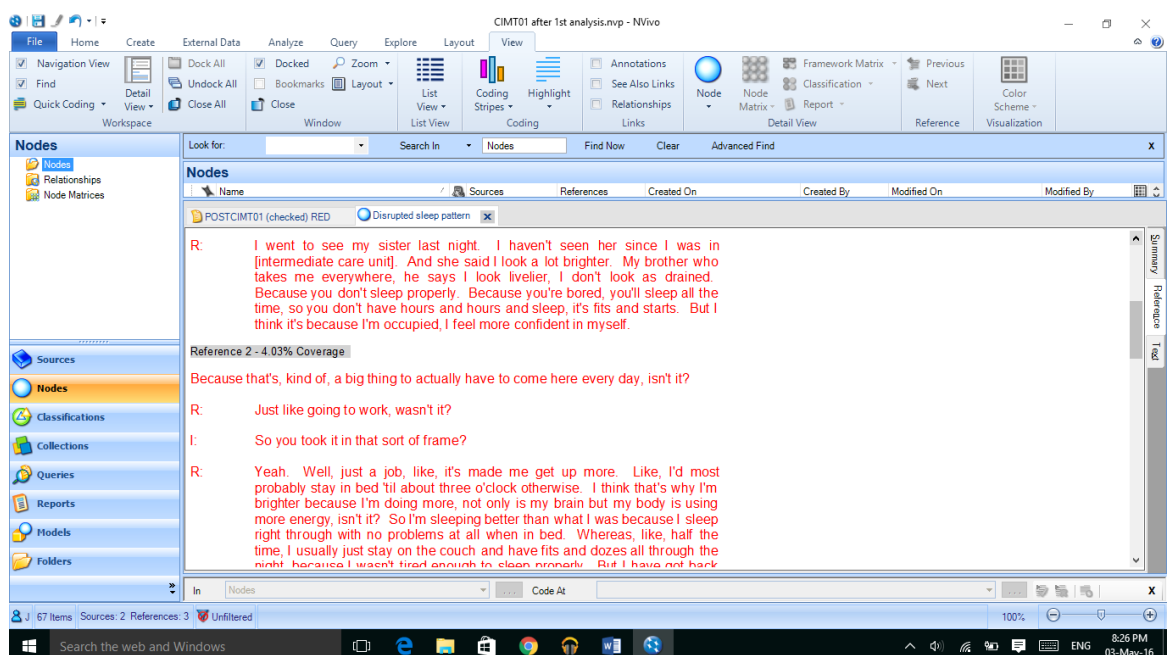 CIMT01 after 1st analysis.nvp - NVivo
File Home Create External Data Analyze Query Explore Layout View
Navigation View Dock All Docked Zoom Annotations Framework Matrix Previous
Find Undock All Bookmarks Layout See Also Links Classification Next
Quick Coding Detail View Close All Close List View Coding Stripes Highlight Relationships Node Node Matrix Report Color Scheme
Workspace Window List View Coding Links Detail View Reference Visualization
Nodes Look for: Search In Nodes Find Now Clear Advanced Find x
Nodes
Relationships
Node Matrices
Nodes
Name Sources References Created On Created By Modified On Modified By
POSTCIMT01 (checked) RED Disrupted sleep pattern x
R: I went to see my sister last night. I haven't seen her since I was in
[intermediate care unit]. And she said I look a lot brighter. My brother who
takes me everywhere, he says I look livelier, I don't look as drained.
Because you don't sleep properly. Because you're bored, you'll sleep all the
time, so you don't have hours and hours and sleep, it's fits and starts. But I
think it's because I'm occupied, I feel more confident in myself.
Reference 2 - 4.03% Coverage
Because that's, kind of, a big thing to actually have to come here every day, isn't it?
R: Just like going to work, wasn't it?
I: So you took it in that sort of frame?
R: Yeah. Well, just a job, like, it's made me get up more. Like, I'd most
probably stay in bed 'til about three o'clock otherwise. I think that's why I'm
brighter because I'm doing more, not only is my brain but my body is using
more energy, isn't it? So I'm sleeping better than what I was because I sleep
right through with no problems at all when in bed. Whereas, like, half the
time, I usually just stay on the couch and have fits and dozes all through the
night, because I wasn't tired enough to sleep properly. But I have got back
Summary
Reference
Text
Sources
Nodes
Classifications
Collections
Queries
Reports
Models
Folders
In Nodes ... Code At ... x
J 67 Items Sources: 2 References: 3 Unfiltered 100%
Search the web and Windows ENG 8:26 PM
03-May-16